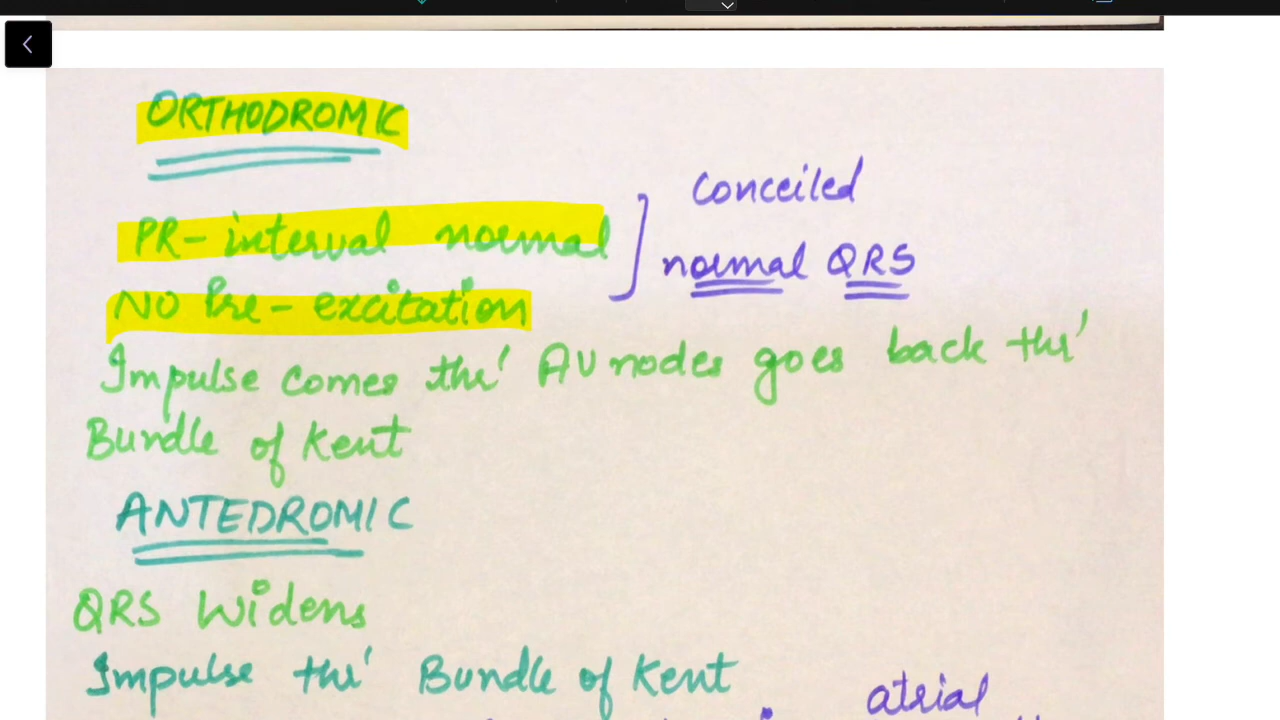 ORTHODROMIC
PR-interval normal
Conceiled
normal QRS
NO Pre-excitation
Impulse comes thr' AV nodes goes back thr'
Bundle of Kent
ANTEDROMIC
QRS Widens
Impulse thr' Bundle of Kent
atrial